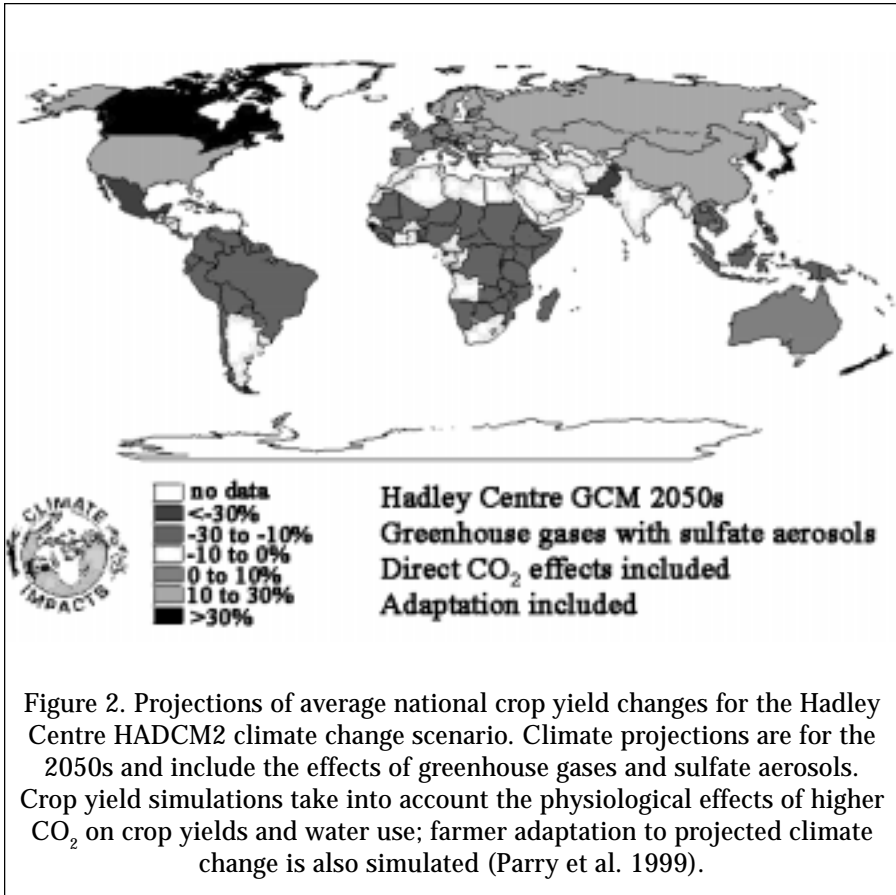 CLIMATE
IMPACTS
no data
<-30%
-30 to -10%
-10 to 0%
0 to 10%
10 to 30%
>30%
Hadley Centre GCM 2050s
Greenhouse gases with sulfate aerosols
Direct CO₂ effects included
Adaptation included
Figure 2. Projections of average national crop yield changes for the Hadley
Centre HADCM2 climate change scenario. Climate projections are for the
2050s and include the effects of greenhouse gases and sulfate aerosols.
Crop yield simulations take into account the physiological effects of higher
CO₂ on crop yields and water use; farmer adaptation to projected climate
change is also simulated (Parry et al. 1999).